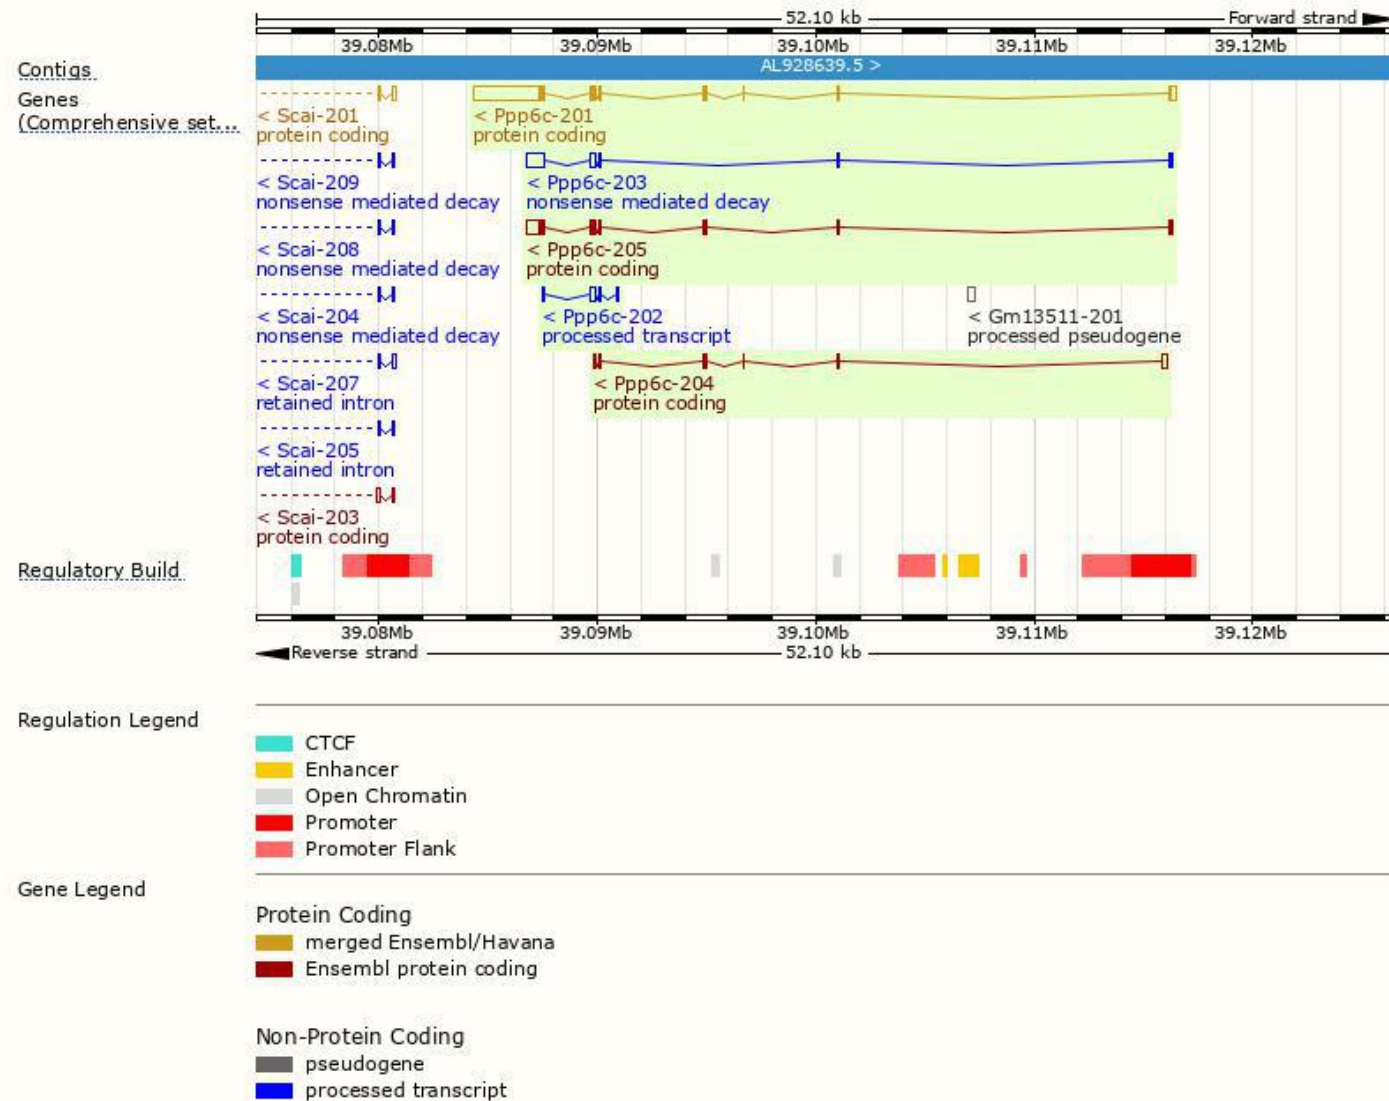 52.10 kb Forward strand
39.08Mb 39.09Mb 39.10Mb 39.11Mb 39.12Mb
Contigs AL928639.5 >
Genes
(Comprehensive set...
< Scai-201 < Ppp6c-201
protein coding protein coding
< Scai-209 < Ppp6c-203
nonsense mediated decay nonsense mediated decay
< Scai-208 < Ppp6c-205
nonsense mediated decay protein coding
< Scai-204 < Ppp6c-202 < Gm13511-201
nonsense mediated decay processed transcript processed pseudogene
< Scai-207 < Ppp6c-204
retained intron protein coding
< Scai-205
retained intron
< Scai-203
protein coding
Regulatory Build
39.08Mb 39.09Mb 39.10Mb 39.11Mb 39.12Mb
Reverse strand 52.10 kb
Regulation Legend
CTCF
Enhancer
Open Chromatin
Promoter
Promoter Flank
Gene Legend
Protein Coding
merged Ensembl/Havana
Ensembl protein coding
Non-Protein Coding
pseudogene
processed transcript